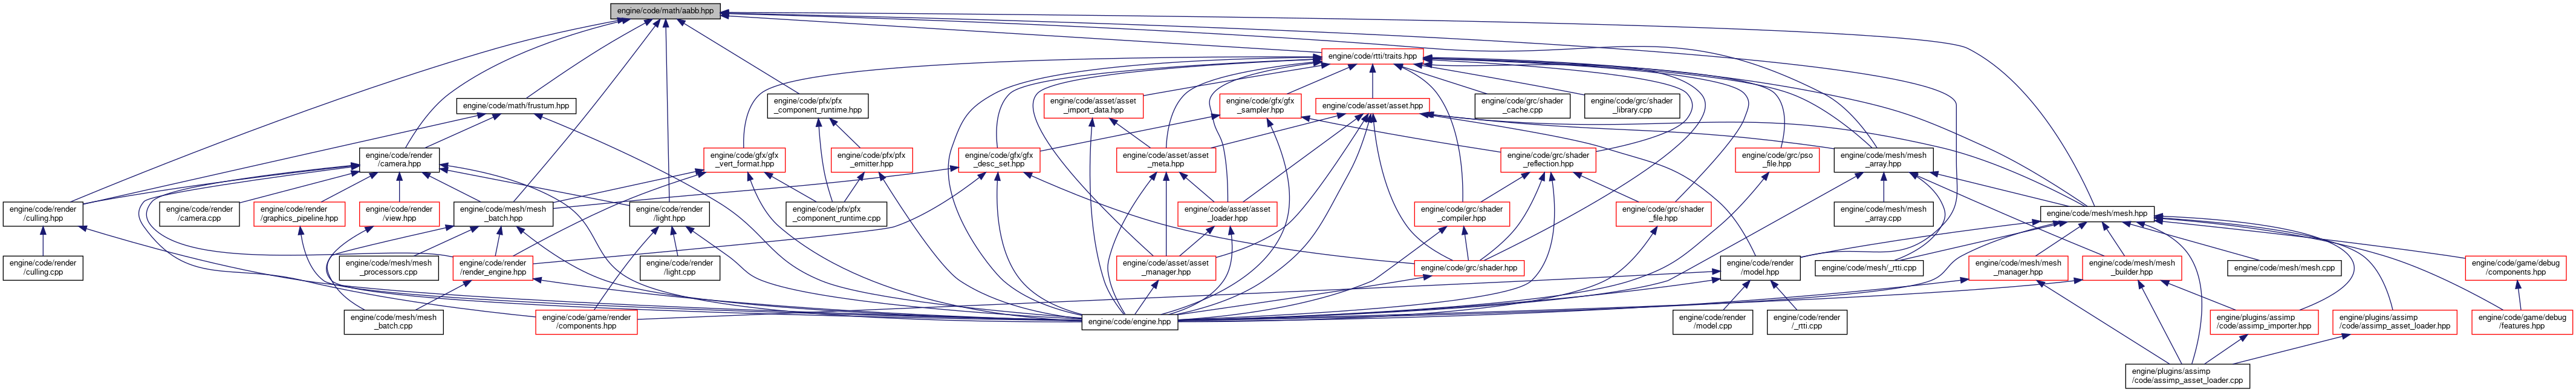 engine/code/math/aabb.hpp
engine/code/rtti/traits.hpp
engine/code/math/frustum.hpp
engine/code/pfx/pfx
_component_runtime.hpp
engine/code/asset/asset
_import_data.hpp
engine/code/gfx/gfx
_sampler.hpp
engine/code/asset/asset.hpp
engine/code/grc/shader
_cache.cpp
engine/code/grc/shader
_library.cpp
engine/code/render
/camera.hpp
engine/code/gfx/gfx
_vert_format.hpp
engine/code/pfx/pfx
_emitter.hpp
engine/code/gfx/gfx
_desc_set.hpp
engine/code/asset/asset
_meta.hpp
engine/code/grc/shader
_reflection.hpp
engine/code/grc/pso
_file.hpp
engine/code/mesh/mesh
_array.hpp
engine/code/render
/culling.hpp
engine/code/render
/camera.cpp
engine/code/render
/graphics_pipeline.hpp
engine/code/render
/view.hpp
engine/code/mesh/mesh
_batch.hpp
engine/code/render
/light.hpp
engine/code/pfx/pfx
_component_runtime.cpp
engine/code/asset/asset
_loader.hpp
engine/code/grc/shader
_compiler.hpp
engine/code/grc/shader
_file.hpp
engine/code/mesh/mesh
_array.cpp
engine/code/mesh/mesh.hpp
engine/code/render
/culling.cpp
engine/code/mesh/mesh
_processors.cpp
engine/code/render
/render_engine.hpp
engine/code/render
/light.cpp
engine/code/asset/asset
_manager.hpp
engine/code/grc/shader.hpp
engine/code/render
/model.hpp
engine/code/mesh/_rtti.cpp
engine/code/mesh/mesh
_manager.hpp
engine/code/mesh/mesh
_builder.hpp
engine/code/mesh/mesh.cpp
engine/code/game/debug
/components.hpp
engine/code/mesh/mesh
_batch.cpp
engine/code/game/render
/components.hpp
engine/code/engine.hpp
engine/code/render
/model.cpp
engine/code/render
/_rtti.cpp
engine/plugins/assimp
/code/assimp_importer.hpp
engine/plugins/assimp
/code/assimp_asset_loader.hpp
engine/code/game/debug
/features.hpp
engine/plugins/assimp
/code/assimp_asset_loader.cpp